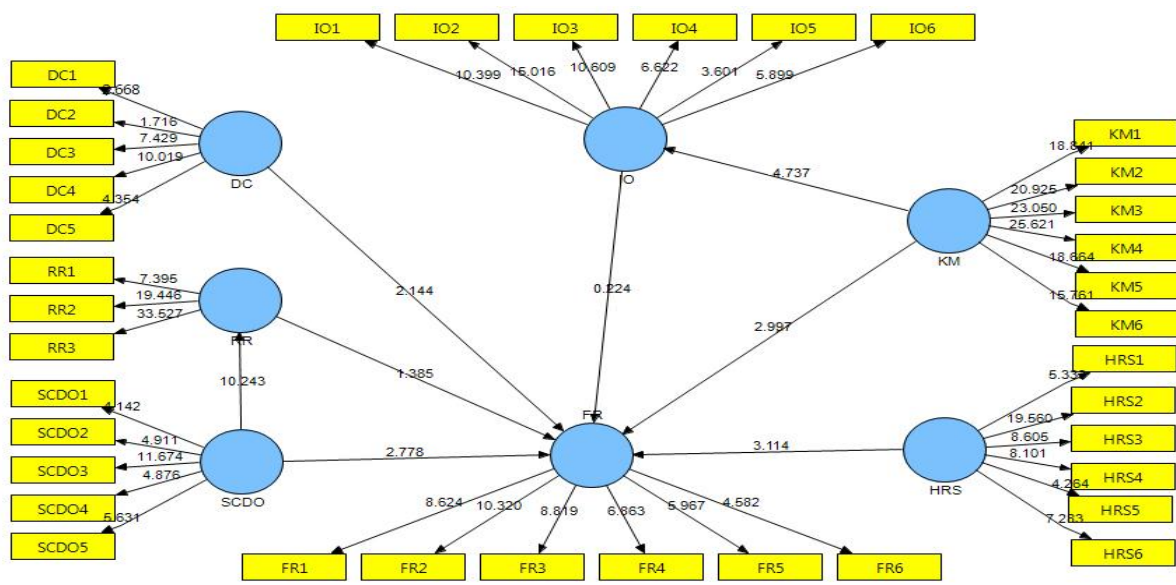 IO1
IO2
IO3
IO4
IO5
IO6
10.399
15.016
10.609
6.622
3.601
5.899
IO
DC1
DC2
DC3
DC4
DC5
1.716
7.429
10.019
4.354
DC
KM1
KM2
KM3
KM4
KM5
KM6
18.841
20.925
23.050
25.621
18.664
15.761
KM
4.737
2.144
0.224
2.997
RR1
RR2
RR3
7.395
19.446
33.527
RR
10.243
1.385
SCDO1
SCDO2
SCDO3
SCDO4
SCDO5
4.142
4.911
11.674
4.876
5.631
SCDO
2.778
FR
3.114
HRS1
HRS2
HRS3
HRS4
HRS5
HRS6
19.560
8.605
8.101
4.264
7.283
HRS
8.624
10.320
8.819
6.863
5.967
4.582
FR1
FR2
FR3
FR4
FR5
FR6